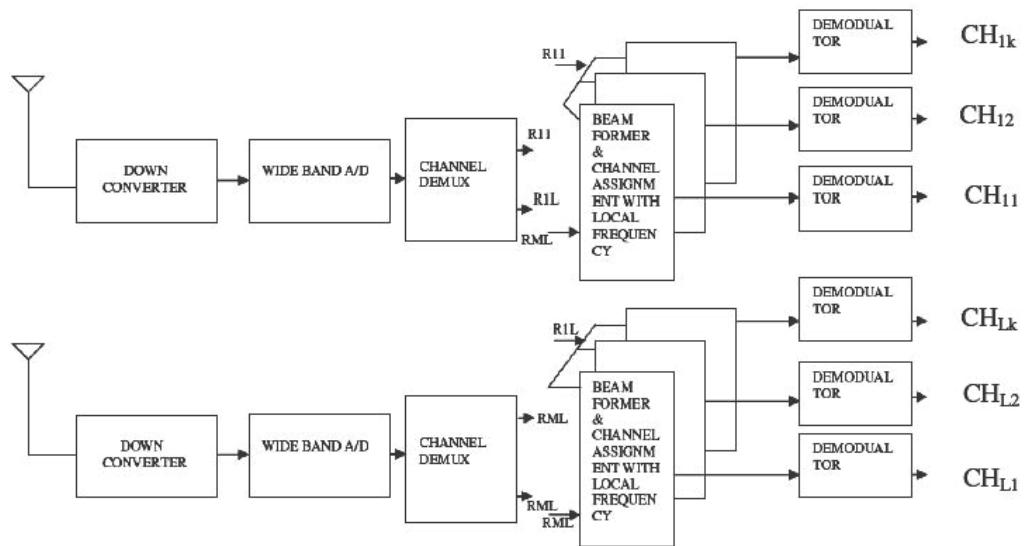 DEMODUAL
TOR
CH1k
R11
DEMODUAL
TOR
CH12
BEAM
FORMER
&
CHANNEL
ASSIGNM
ENT WITH
LOCAL
FREQUEN
CY
R11
DOWN
CONVERTER
WIDE BAND A/D
CHANNEL
DEMUX
DEMODUAL
TOR
CH11
R1L
RML
DEMODUAL
TOR
CHLk
R1L
DEMODUAL
TOR
CHL2
BEAM
FORMER
&
CHANNEL
ASSIGNM
ENT WITH
LOCAL
FREQUEN
CY
RML
DOWN
CONVERTER
WIDE BAND A/D
CHANNEL
DEMUX
DEMODUAL
TOR
CHL1
RML
RML